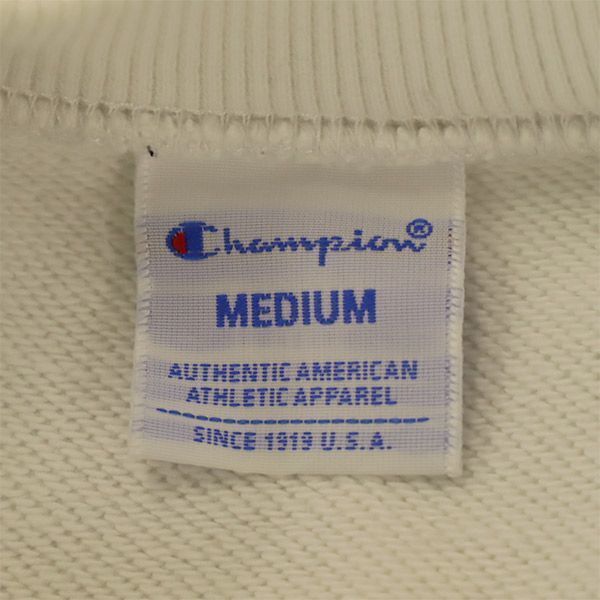 Champion®
MEDIUM
AUTHENTIC AMERICAN
ATHLETIC APPAREL
SINCE 1919 U.S.A.